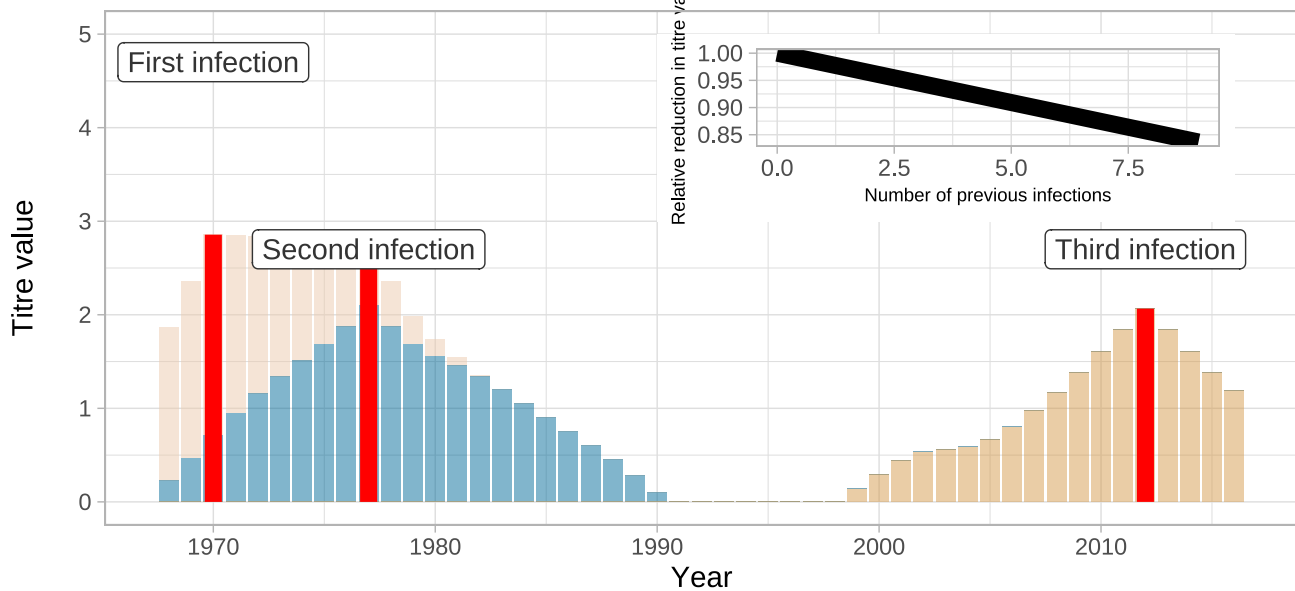 Titre value
5
4
3
2
1
0
First infection
Second infection
Third infection
1970
1980
1990
2000
2010
Year
Relative reduction in titre
1.00
0.95
0.90
0.85
0.0
2.5
5.0
7.5
Number of previous infections